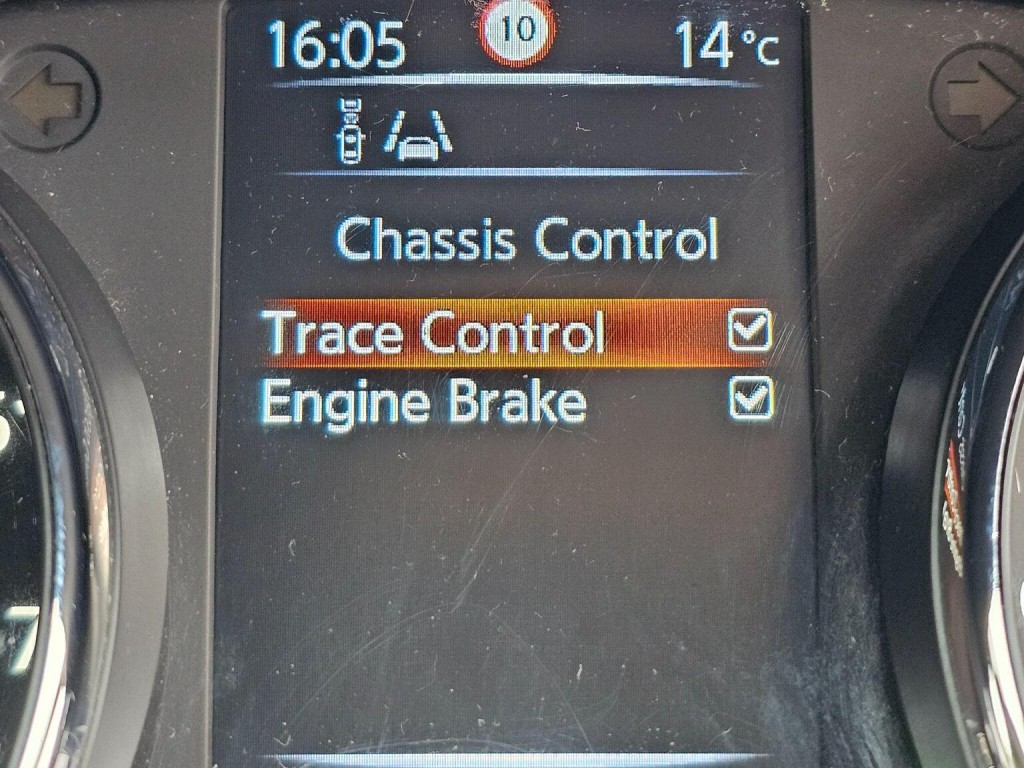 16:05 10 14°C
Chassis Control
Trace Control
Engine Brake